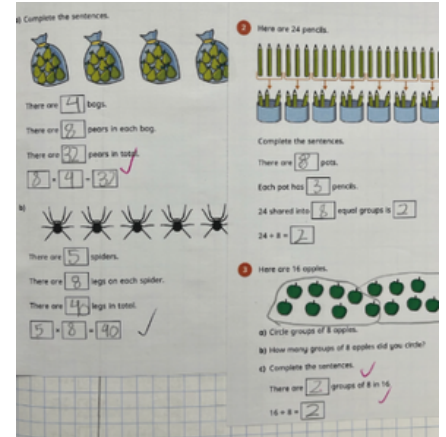 a) Complete the sentences.
There are 4 bags.
There are 8 pears in each bag.
There are 32 pears in total.
8 × 4 = 32
b)
There are 5 spiders.
There are 8 legs on each spider.
There are 40 legs in total.
5 × 8 = 40
2 Here are 24 pencils.
Complete the sentences.
There are 8 pots.
Each pot has 3 pencils.
24 shared into 8 equal groups is 2
24 ÷ 8 = 2
3 Here are 16 apples.
a) Circle groups of 8 apples.
b) How many groups of 8 apples did you circle?
c) Complete the sentences.
There are 2 groups of 8 in 16.
16 ÷ 8 = 2